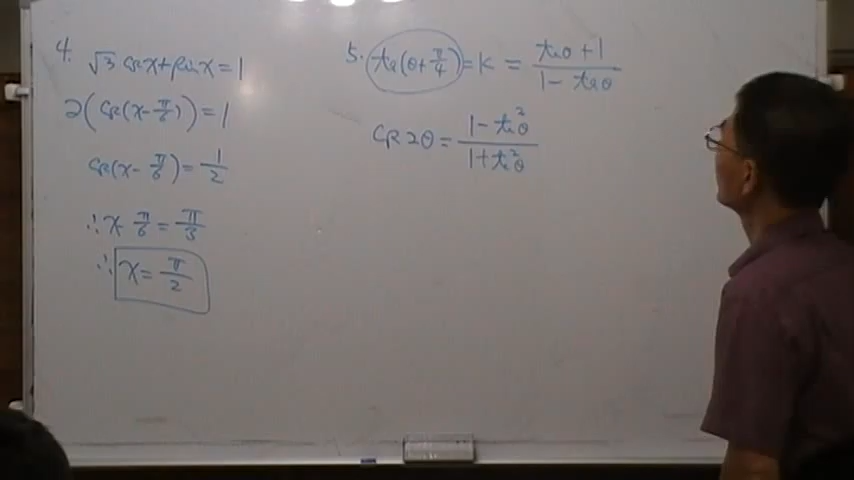 4. √3 cos x + sin x = 1
2(cos(x - π/6)) = 1
cos(x - π/6) = 1/2
∴ x - π/6 = π/3
∴ x = π/2
5. tan(θ + π/4) = K = (tan θ + 1)/(1 - tan θ)
cos 2θ = (1 - tan²θ)/(1 + tan²θ)